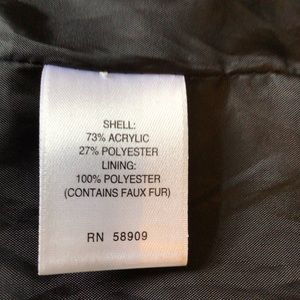 SHELL:
73% ACRYLIC
27% POLYESTER
LINING:
100% POLYESTER
(CONTAINS FAUX FUR)
RN 58909